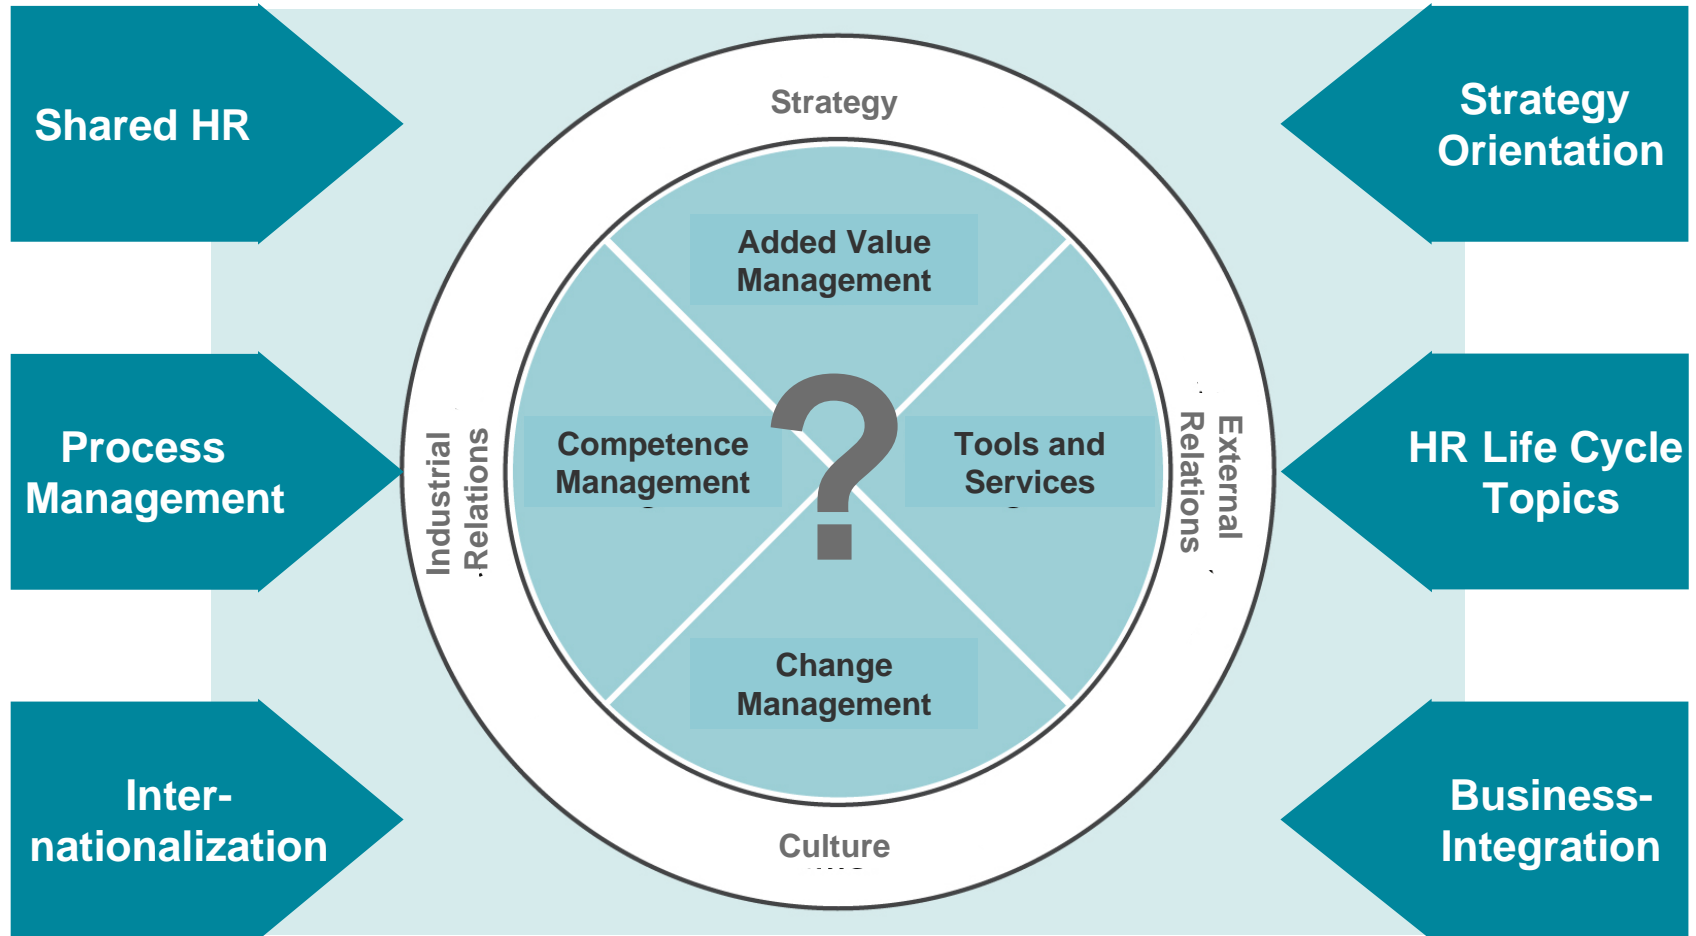 Shared HR
Strategy
Strategy
Orientation
Added Value
Management
Process
Management
Industrial
Relations
Competence
Management
?
Tools and
Services
External
Relations
HR Life Cycle
Topics
Change
Management
Inter-
nationalization
Culture
Business-
Integration